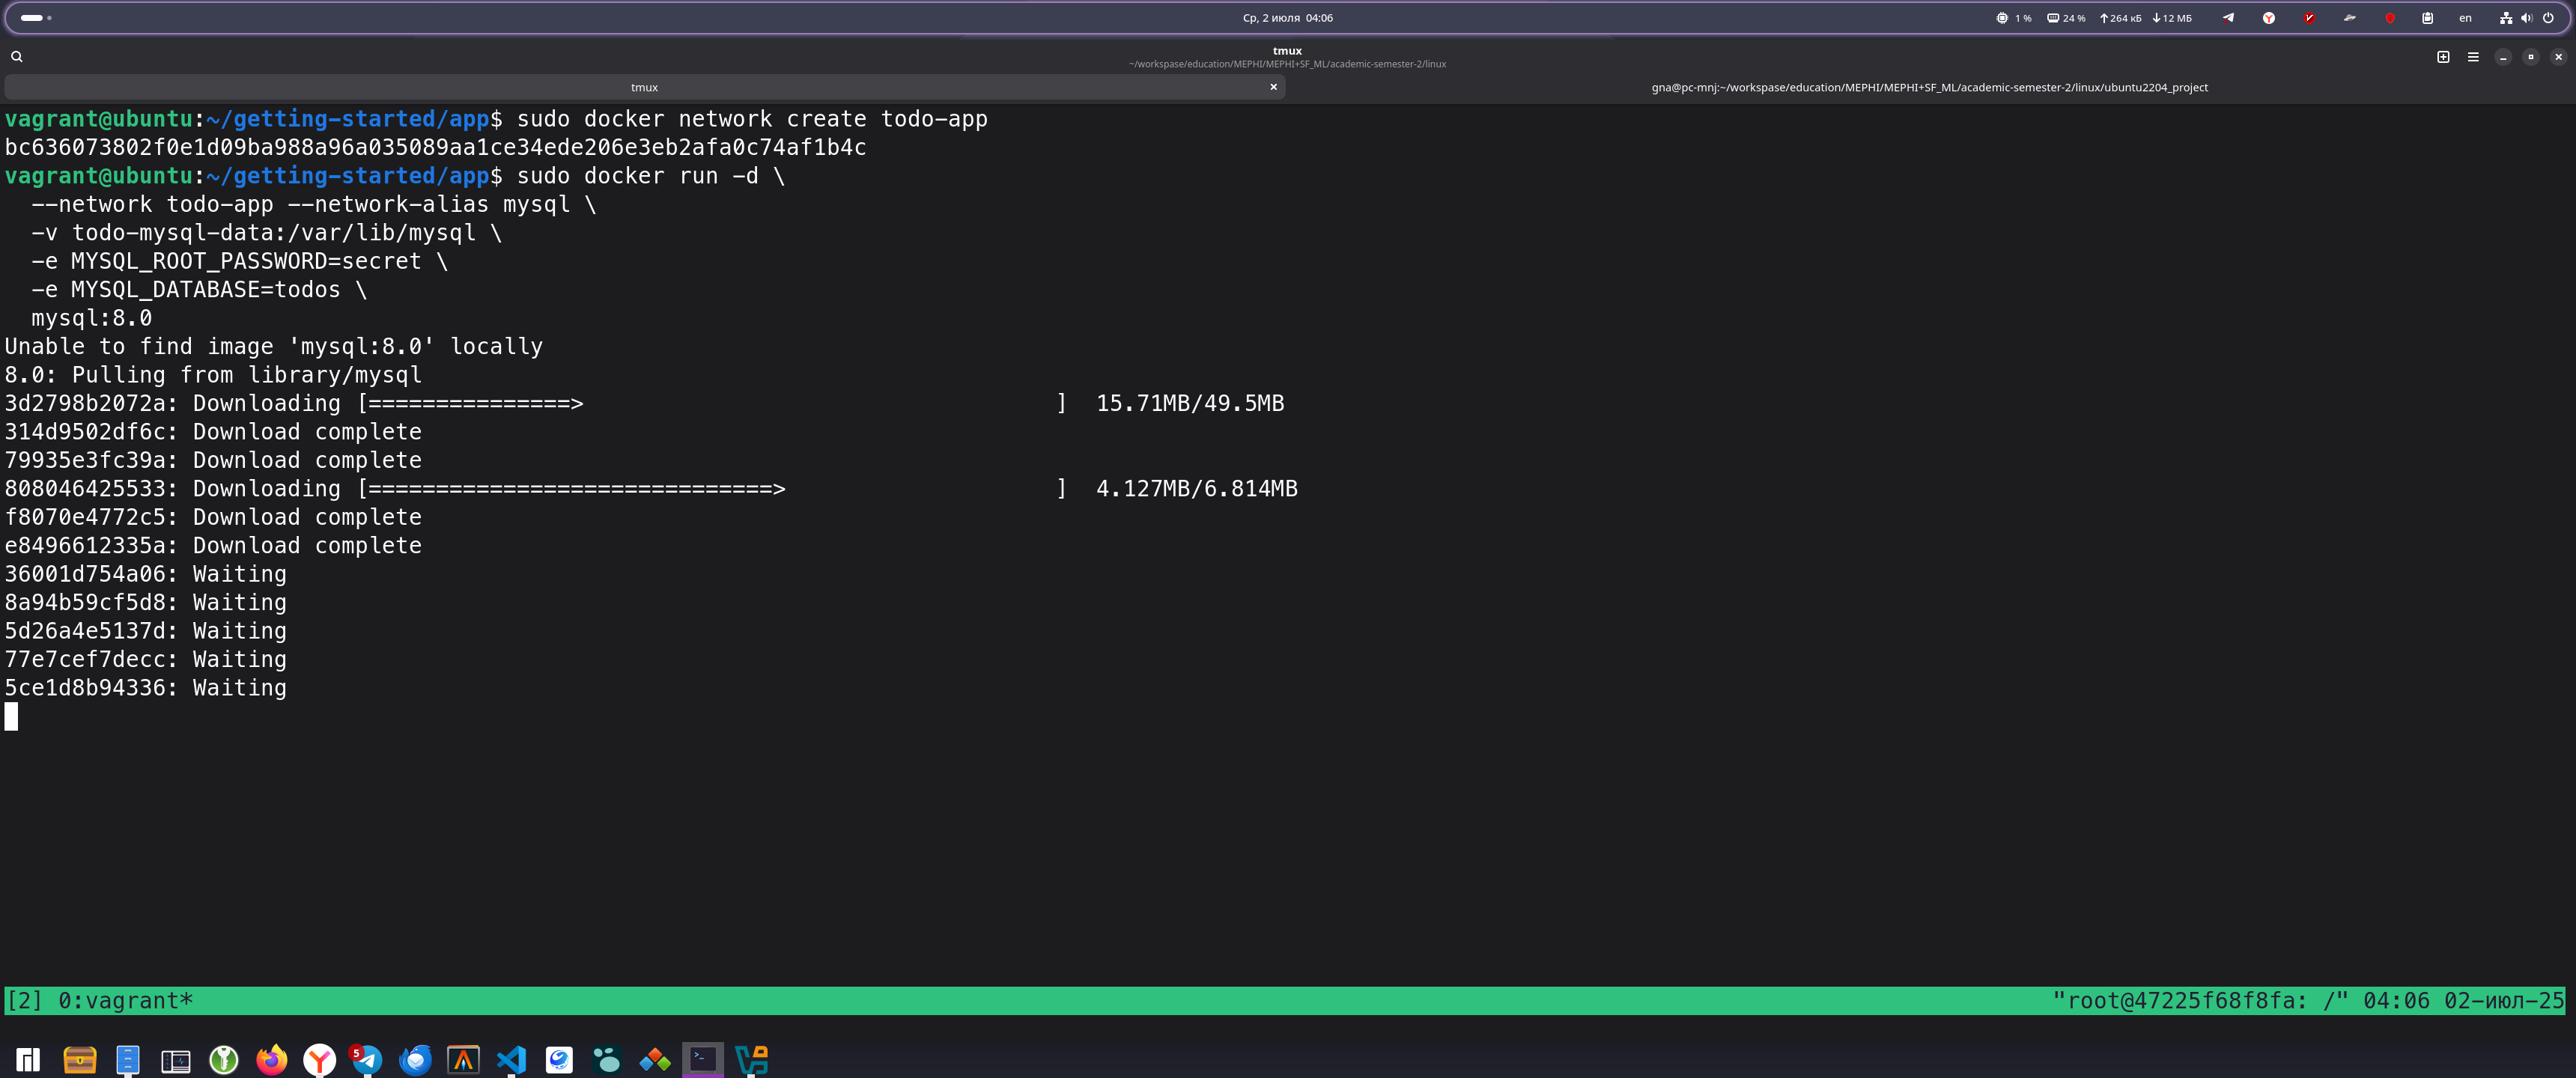 Ср, 2 июля 04:06
1 %
24 %
264 кБ
12 МБ
en
tmux
~/workspase/education/MEPHI/MEPHI+SF_ML/academic-semester-2/linux
tmux
gna@pc-mnj:~/workspase/education/MEPHI/MEPHI+SF_ML/academic-semester-2/linux/ubuntu2204_project
vagrant@ubuntu:~/getting-started/app$ sudo docker network create todo-app
bc636073802f0e1d09ba988a96a035089aa1ce34ede206e3eb2afa0c74af1b4c
vagrant@ubuntu:~/getting-started/app$ sudo docker run -d \
  --network todo-app --network-alias mysql \
  -v todo-mysql-data:/var/lib/mysql \
  -e MYSQL_ROOT_PASSWORD=secret \
  -e MYSQL_DATABASE=todos \
  mysql:8.0
Unable to find image 'mysql:8.0' locally
8.0: Pulling from library/mysql
3d2798b2072a: Downloading [===============>                                   ]  15.71MB/49.5MB
314d9502df6c: Download complete
79935e3fc39a: Download complete
808046425533: Downloading [==============================>                    ]  4.127MB/6.814MB
f8070e4772c5: Download complete
e8496612335a: Download complete
36001d754a06: Waiting
8a94b59cf5d8: Waiting
5d26a4e5137d: Waiting
77e7cef7decc: Waiting
5ce1d8b94336: Waiting
[2] 0:vagrant*
"root@47225f68f8fa: /" 04:06 02-июл-25
5